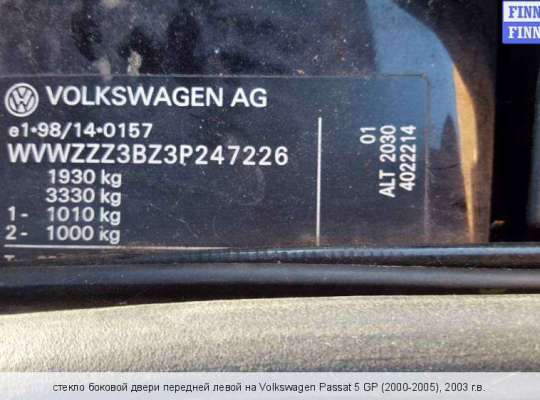 FINN
FINN
VOLKSWAGEN AG
e1•98/14•0157
WVWZZZ3BZ3P247226
1930 kg
3330 kg
1- 1010 kg
2- 1000 kg
01
ALT 2030
4022214
стекло боковой двери передней левой на Volkswagen Passat 5 GP (2000-2005), 2003 г.в.